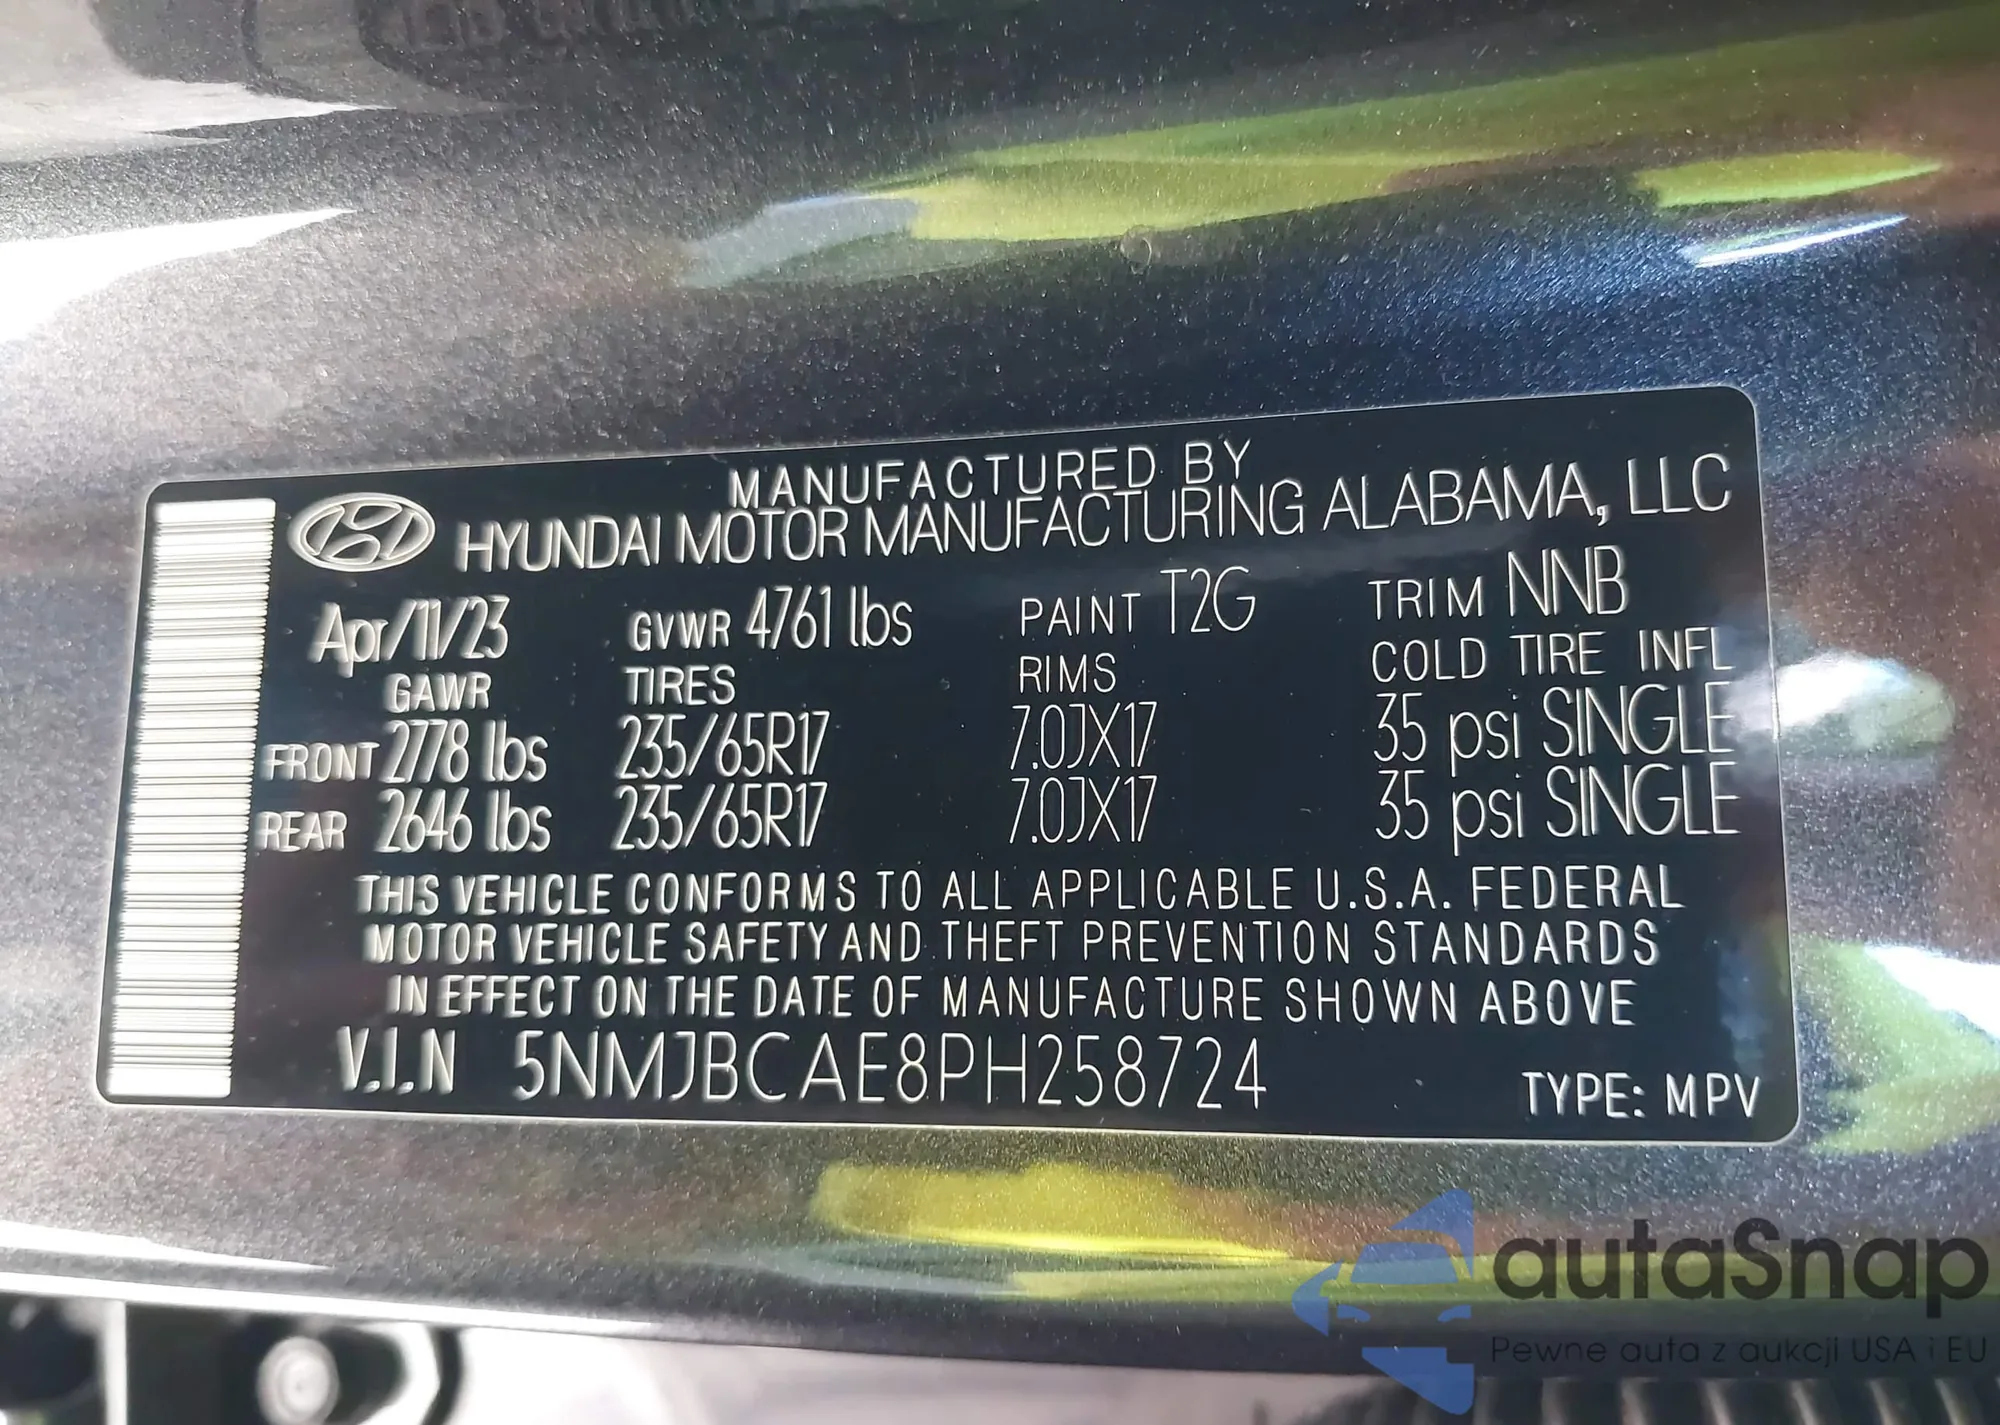 MANUFACTURED BY
HYUNDAI MOTOR MANUFACTURING ALABAMA, LLC
Apr/11/23 GVWR 4761 lbs PAINT T2G TRIM NNB
GAWR TIRES RIMS COLD TIRE INFL
FRONT 2778 lbs 235/65R17 7.0JX17 35 psi SINGLE
REAR 2646 lbs 235/65R17 7.0JX17 35 psi SINGLE
THIS VEHICLE CONFORMS TO ALL APPLICABLE U.S.A. FEDERAL
MOTOR VEHICLE SAFETY AND THEFT PREVENTION STANDARDS
IN EFFECT ON THE DATE OF MANUFACTURE SHOWN ABOVE
V.I.N 5NMJBCAE8PH258724 TYPE: MPV
autaSnap
Pewne auta z aukcji USA i EU